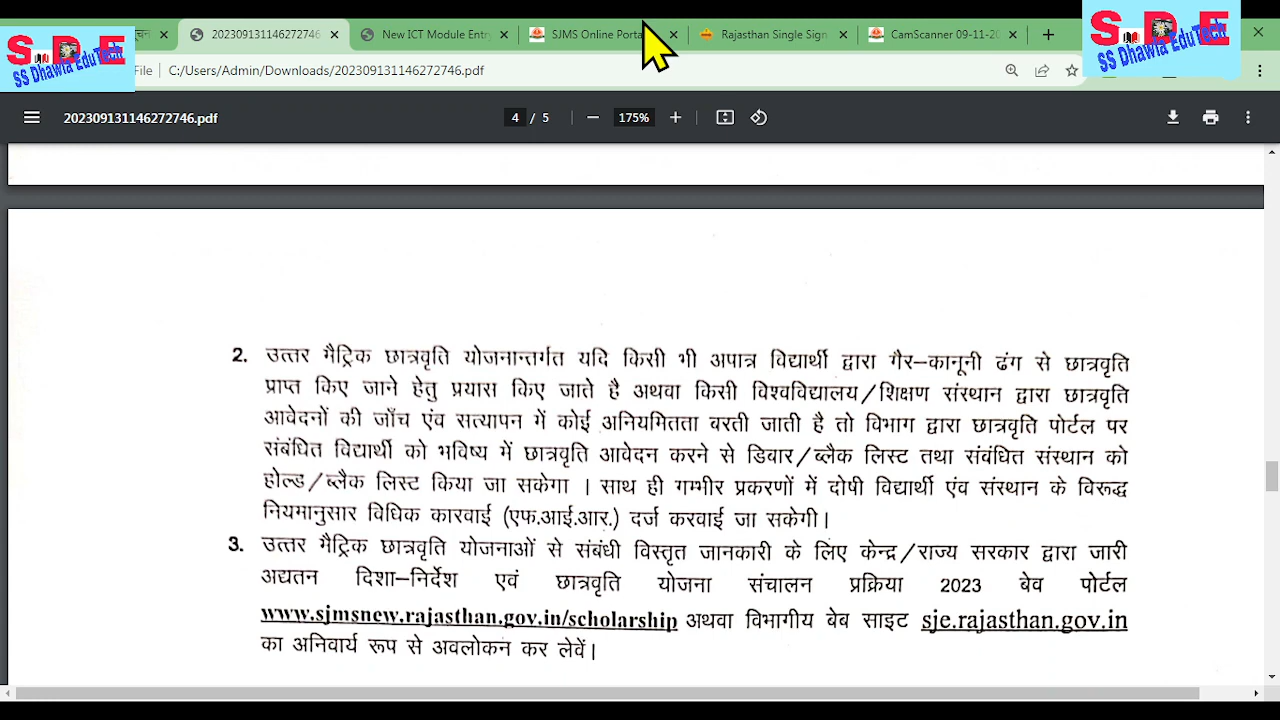 S D E
SS Dhawla EduTech
202309131146272746.
New ICT Module Entry
SJMS Online Porta
Rajasthan Single Sign
CamScanner 09-11-20
S D E
SS Dhawla EduTech
File
C:/Users/Admin/Downloads/202309131146272746.pdf
202309131146272746.pdf
4 / 5
175%
2. उत्तर मैट्रिक छात्रवृति योजनान्तर्गत यदि किसी भी अपात्र विद्यार्थी द्वारा गैर–कानूनी ढंग से छात्रवृति
प्राप्त किए जाने हेतु प्रयास किए जाते है अथवा किसी विश्वविद्यालय/शिक्षण संस्थान द्वारा छात्रवृति
आवेदनों की जॉंच एंव सत्यापन में कोई अनियमितता बरती जाती है तो विभाग द्वारा छात्रवृति पोर्टल पर
संबंधित विद्यार्थी को भविष्य में छात्रवृति आवेदन करने से डिवार/ब्लैक लिस्ट तथा संबंधित संस्थान को
होल्ड/ब्लैक लिस्ट किया जा सकेगा । साथ ही गम्भीर प्रकरणों में दोषी विद्यार्थी एंव संस्थान के विरूद्ध
नियमानुसार विधिक कारवाई (एफ.आई.आर.) दर्ज करवाई जा सकेगी।
3. उत्तर मैट्रिक छात्रवृति योजनाओं से संबंधी विस्तृत जानकारी के लिए केन्द्र/राज्य सरकार द्वारा जारी
अद्यतन दिशा–निर्देश एवं छात्रवृति योजना संचालन प्रक्रिया 2023 बेव पोर्टल
www.sjmsnew.rajasthan.gov.in/scholarship अथवा विभागीय बेब साइट sje.rajasthan.gov.in
का अनिवार्य रूप से अवलोकन कर लेवें।